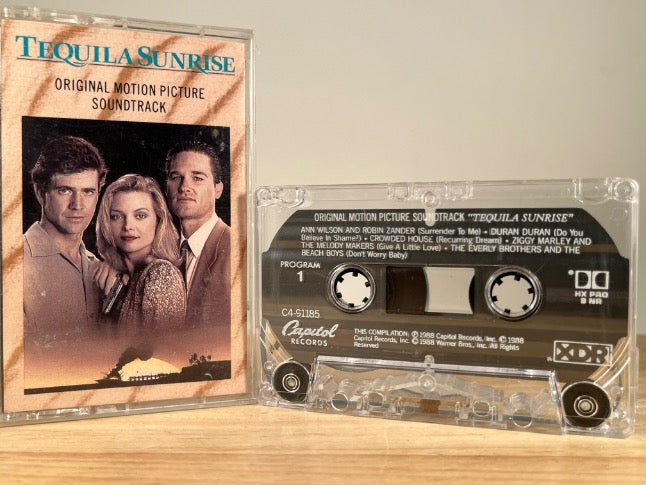 TEQUILA SUNRISE
ORIGINAL MOTION PICTURE
SOUNDTRACK
ORIGINAL MOTION PICTURE SOUNDTRACK "TEQUILA SUNRISE"
ANN WILSON AND ROBIN ZANDER (Surrender To Me) • DURAN DURAN (Do You
Believe In Shame?) • CROWDED HOUSE (Recurring Dream) • ZIGGY MARLEY AND
THE MELODY MAKERS (Give A Little Love) • THE EVERLY BROTHERS AND THE
BEACH BOYS (Don't Worry Baby)
PROGRAM
1
HX PRO
B NR
C4-91185
Capitol
RECORDS
THIS COMPILATION: ℗ 1988 Capitol Records, Inc. © 1988
Capitol Records, Inc. © 1988 Warner Bros., Inc. All Rights
Reserved
XDR